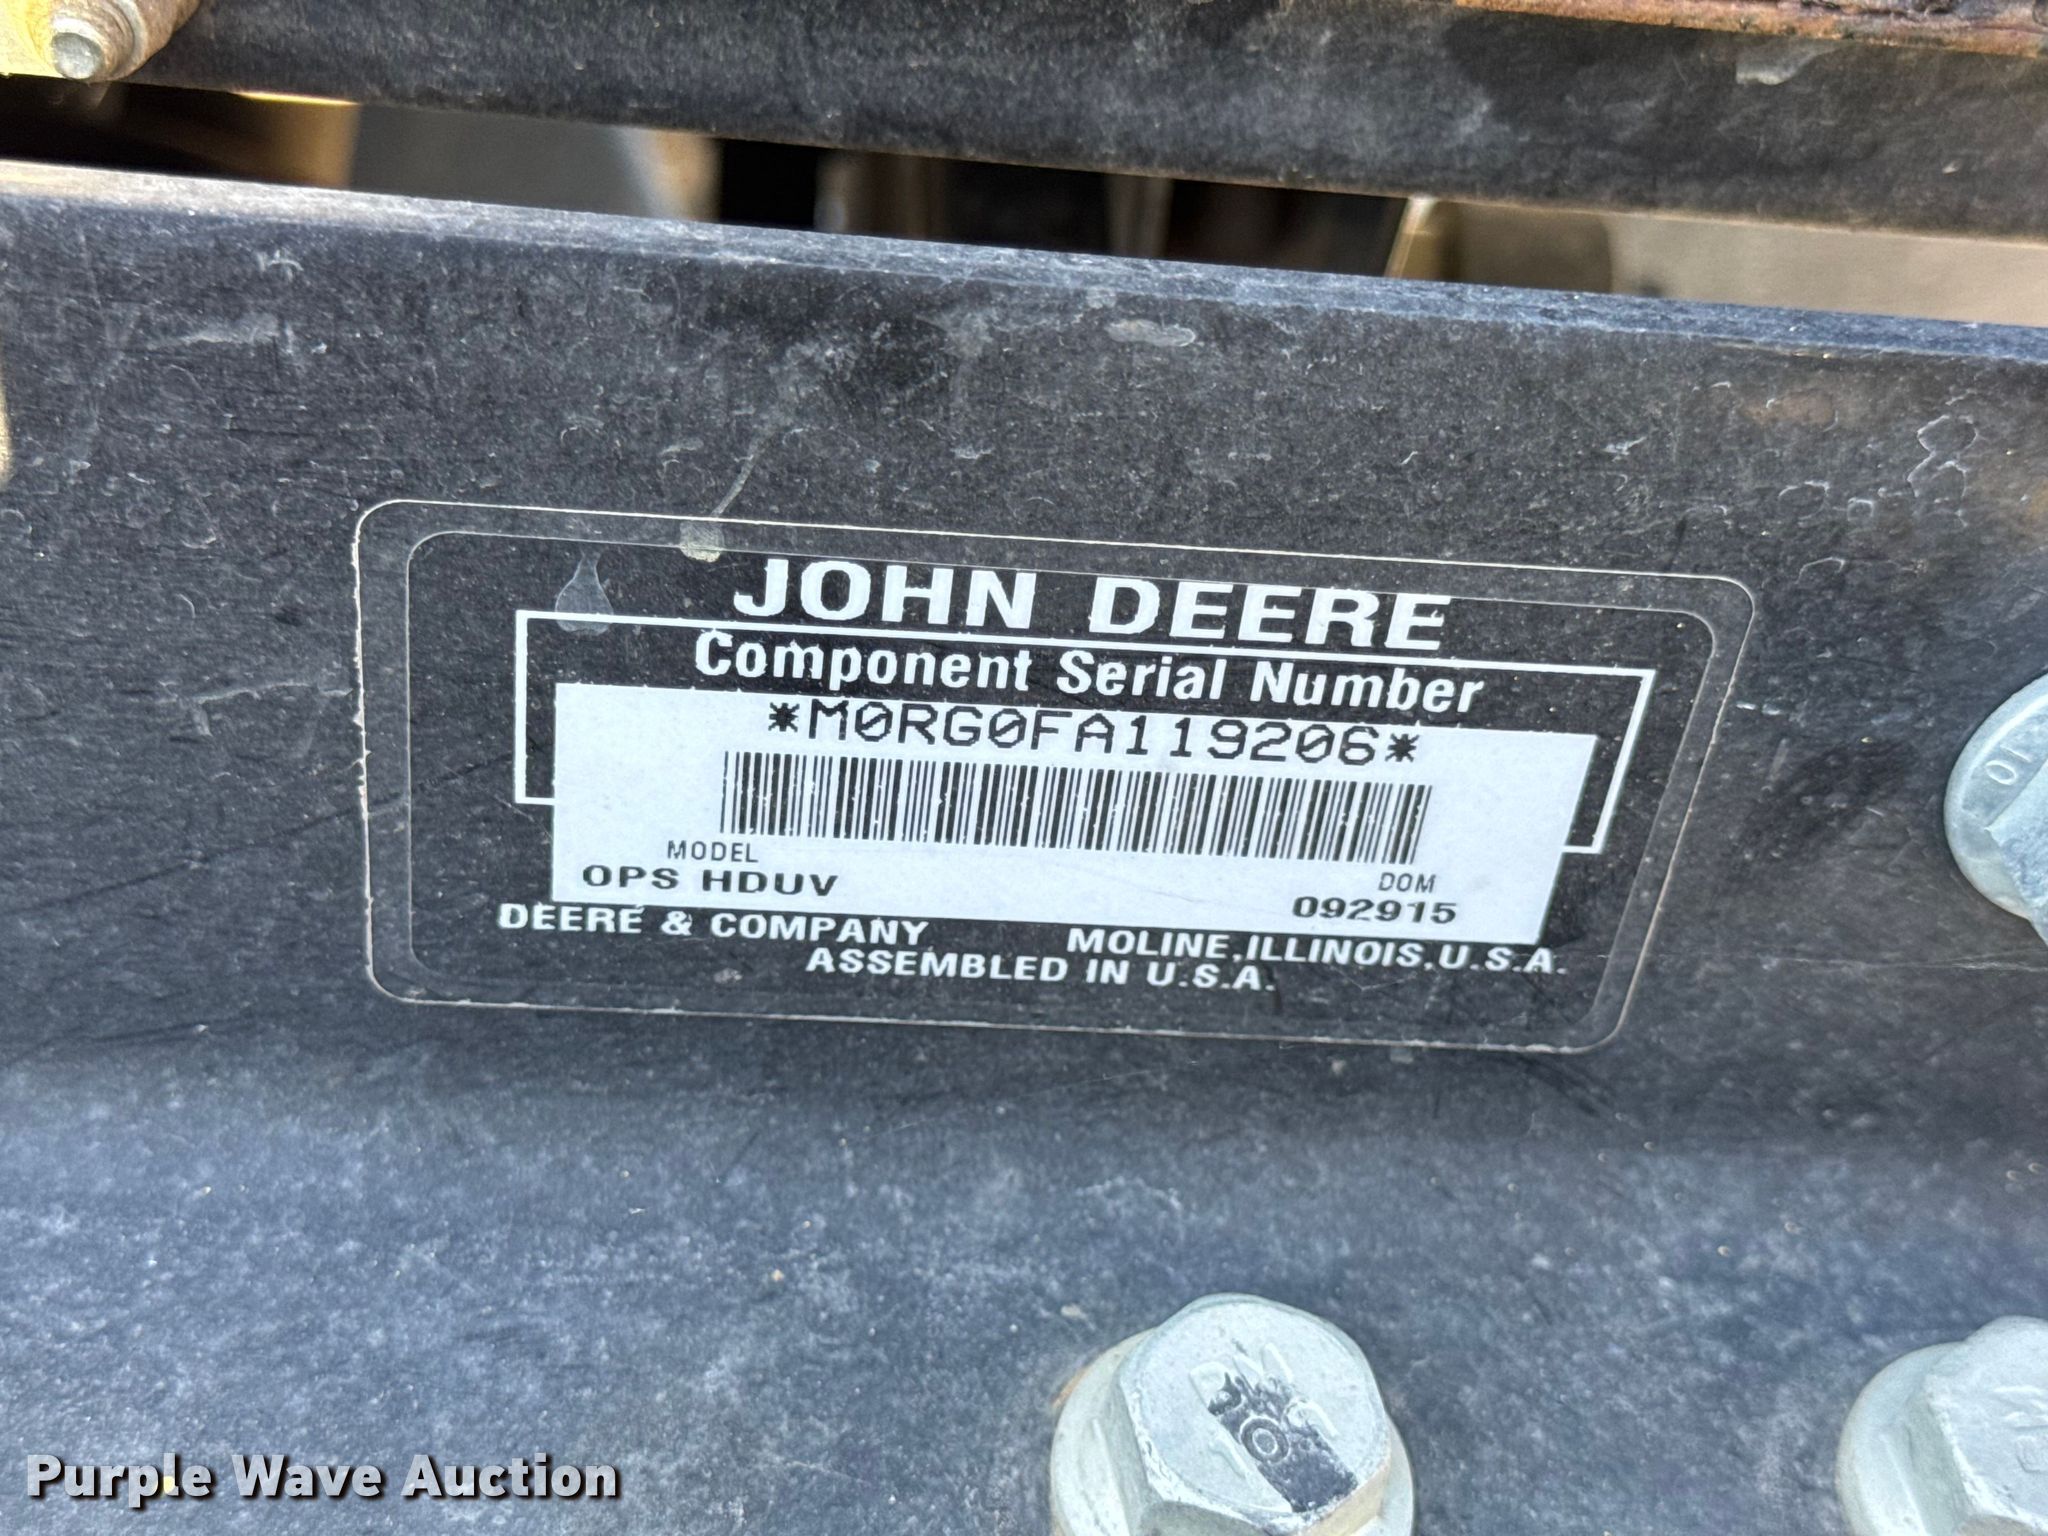 JOHN DEERE
Component Serial Number
*M0RG0FA119206*
MODEL
OPS HDUV
DOM
092915
DEERE & COMPANY MOLINE, ILLINOIS, U.S.A.
ASSEMBLED IN U.S.A.
10
Purple Wave Auction